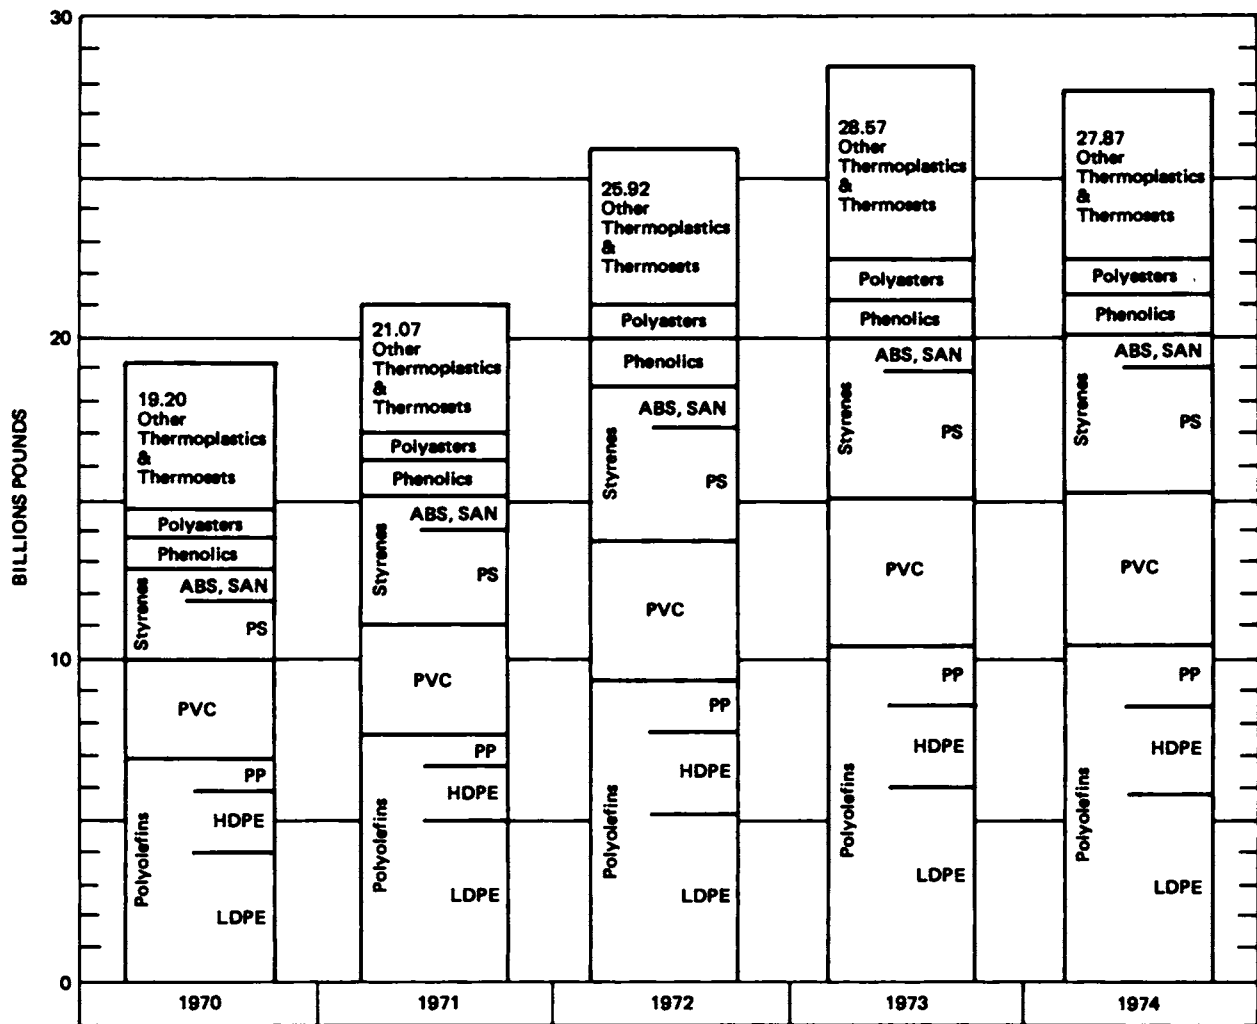 BILLIONS POUNDS
30
20
10
0
19.20
Other
Thermoplastics
&
Thermosets
Polyasters
Phenolics
Styrenes
ABS, SAN
PS
PVC
Polyolefins
PP
HDPE
LDPE
1970
21.07
Other
Thermoplastics
&
Thermosets
Polyasters
Phenolics
Styrenes
ABS, SAN
PS
PVC
Polyolefins
PP
HDPE
LDPE
1971
25.92
Other
Thermoplastics
&
Thermosets
Polyasters
Phenolics
Styrenes
ABS, SAN
PS
PVC
Polyolefins
PP
HDPE
LDPE
1972
28.57
Other
Thermoplastics
&
Thermosets
Polyasters
Phenolics
Styrenes
ABS, SAN
PS
PVC
Polyolefins
PP
HDPE
LDPE
1973
27.87
Other
Thermoplastics
&
Thermosets
Polyesters
Phenolics
Styrenes
ABS, SAN
PS
PVC
Polyolefins
PP
HDPE
LDPE
1974